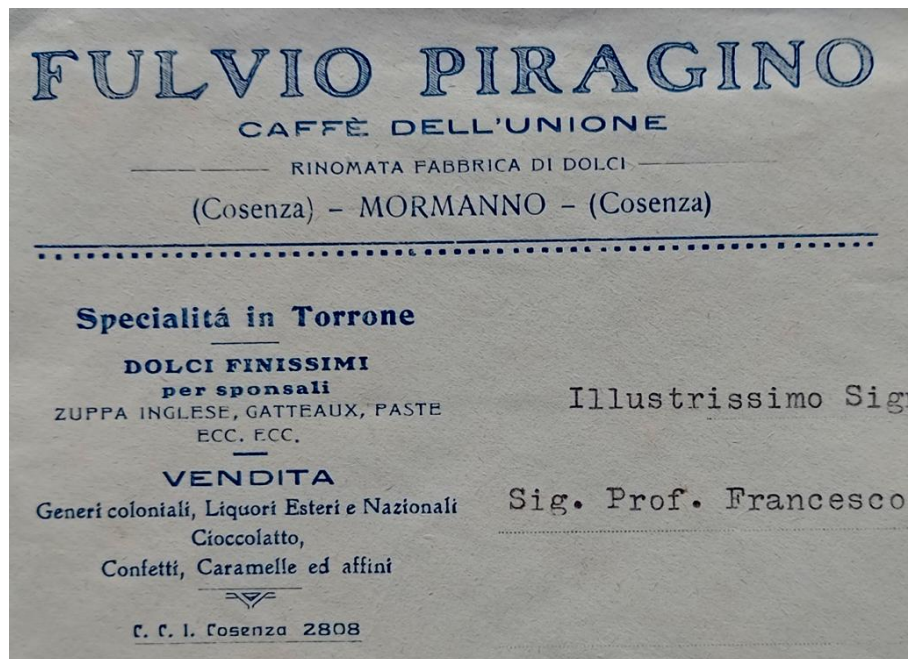 FULVIO PIRAGINO
CAFFÈ DELL'UNIONE
RINOMATA FABBRICA DI DOLCI
(Cosenza) – MORMANNO – (Cosenza)
Specialitá in Torrone
DOLCI FINISSIMI
per sponsali
ZUPPA INGLESE, GATTEAUX, PASTE
ECC. ECC.
VENDITA
Generi coloniali, Liquori Esteri e Nazionali
Cioccolatto,
Confetti, Caramelle ed affini
C. C. I. Cosenza 2808
Illustrissimo Sig
Sig. Prof. Francesco